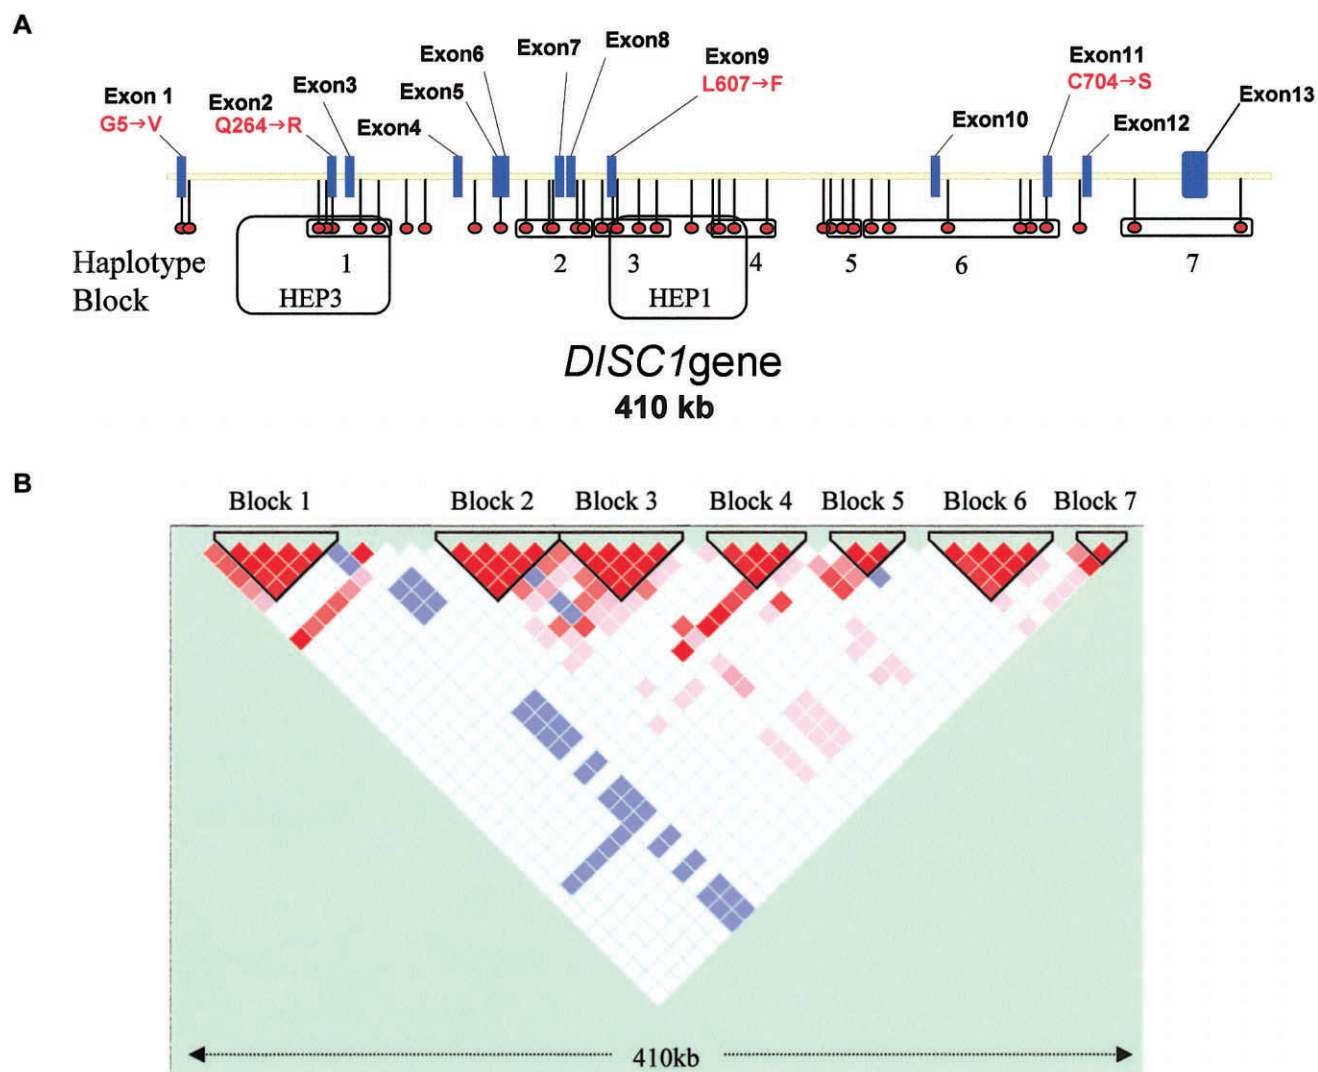 A
Exon6
Exon7
Exon8
Exon 1
G5→V
Exon2
Q264→R
Exon3
Exon4
Exon5
Exon9
L607→F
Exon10
Exon11
C704→S
Exon12
Exon13
Haplotype
Block
1
2
3
4
5
6
7
HEP3
HEP1
DISC1gene
410 kb
B
Block 1
Block 2
Block 3
Block 4
Block 5
Block 6
Block 7
410kb